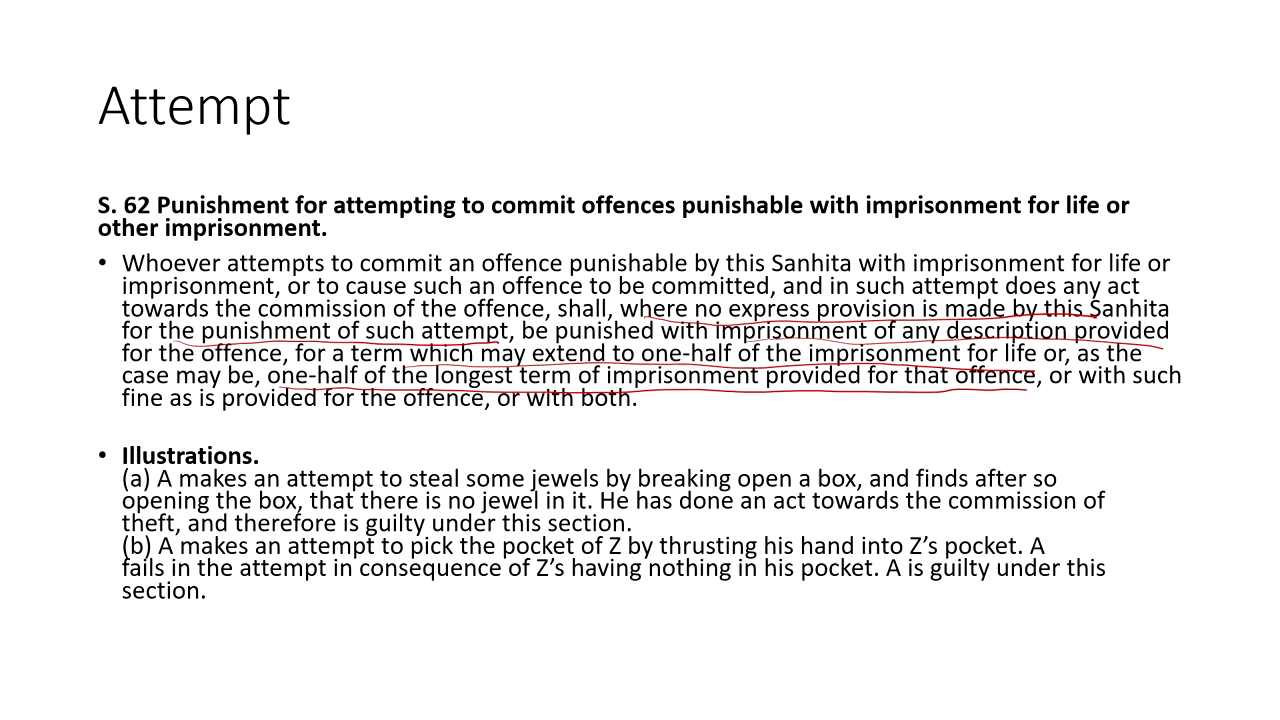 Attempt
S. 62 Punishment for attempting to commit offences punishable with imprisonment for life or
other imprisonment.
• Whoever attempts to commit an offence punishable by this Sanhita with imprisonment for life or
imprisonment, or to cause such an offence to be committed, and in such attempt does any act
towards the commission of the offence, shall, where no express provision is made by this Sanhita
for the punishment of such attempt, be punished with imprisonment of any description provided
for the offence, for a term which may extend to one-half of the imprisonment for life or, as the
case may be, one-half of the longest term of imprisonment provided for that offence, or with such
fine as is provided for the offence, or with both.
• Illustrations.
(a) A makes an attempt to steal some jewels by breaking open a box, and finds after so
opening the box, that there is no jewel in it. He has done an act towards the commission of
theft, and therefore is guilty under this section.
(b) A makes an attempt to pick the pocket of Z by thrusting his hand into Z’s pocket. A
fails in the attempt in consequence of Z’s having nothing in his pocket. A is guilty under this
section.